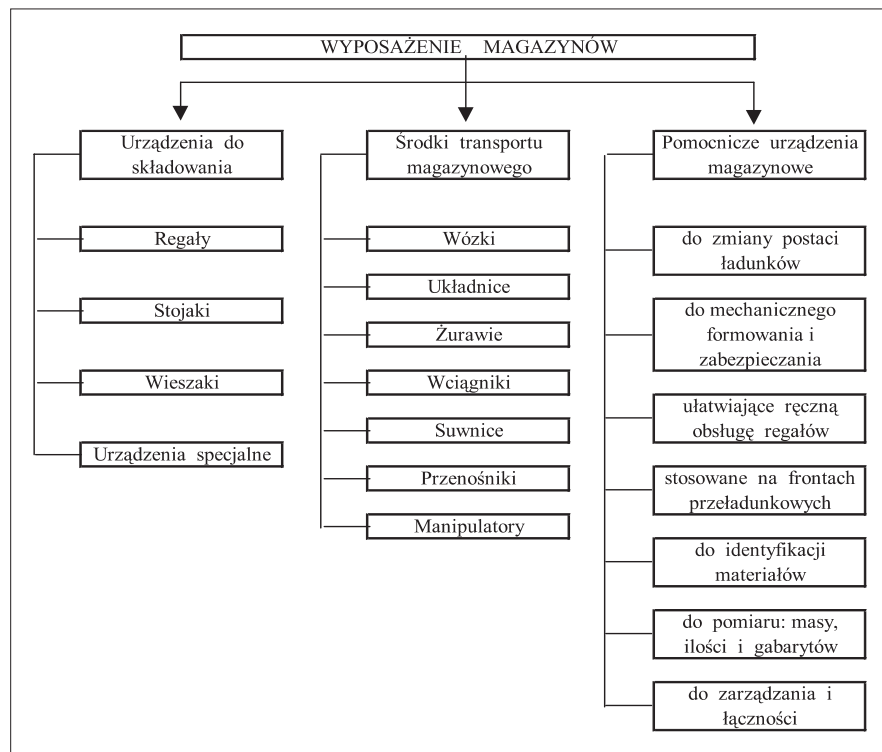 WYPOSAŻENIE MAGAZYNÓW
Urządzenia do
składowania
Regały
Stojaki
Wieszaki
Urządzenia specjalne
Środki transportu
magazynowego
Wózki
Układnice
Żurawie
Wciągniki
Suwnice
Przenośniki
Manipulatory
Pomocnicze urządzenia
magazynowe
do zmiany postaci
ładunków
do mechanicznego
formowania i
zabezpieczania
ułatwiające ręczną
obsługę regałów
stosowane na frontach
przeładunkowych
do identyfikacji
materiałów
do pomiaru: masy,
ilości i gabarytów
do zarządzania i
łączności